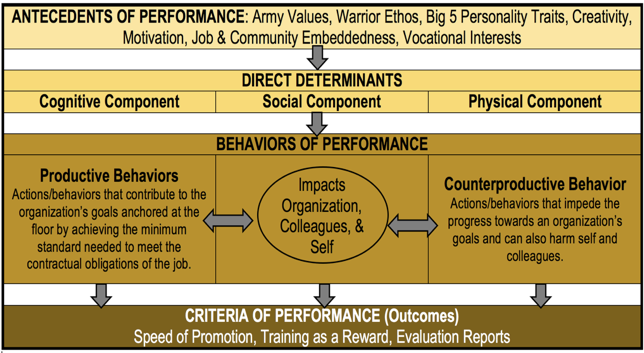 ANTECEDENTS OF PERFORMANCE: Army Values, Warrior Ethos, Big 5 Personality Traits, Creativity,
Motivation, Job & Community Embeddedness, Vocational Interests
DIRECT DETERMINANTS
Cognitive Component
Social Component
Physical Component
BEHAVIORS OF PERFORMANCE
Productive Behaviors
Actions/behaviors that contribute to the
organization's goals anchored at the
floor by achieving the minimum
standard needed to meet the
contractual obligations of the job.
Impacts
Organization,
Colleagues, &
Self
Counterproductive Behavior
Actions/behaviors that impede the
progress towards an organization's
goals and can also harm self and
colleagues.
CRITERIA OF PERFORMANCE (Outcomes)
Speed of Promotion, Training as a Reward, Evaluation Reports